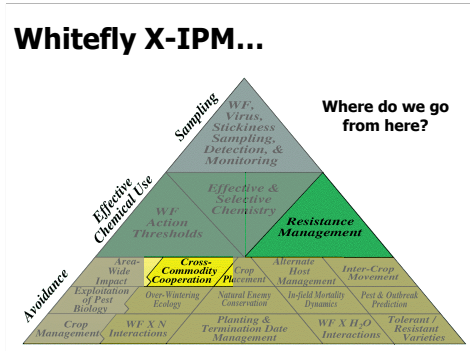 Whitefly X-IPM...
Where do we go
from here?
Sampling
WF,
Virus,
Stickiness
Sampling,
Detection, &
Monitoring
Effective
Chemical Use
WF
Action
Thresholds
Effective &
Selective
Chemistry
Resistance
Management
Avoidance
Area-
Wide
Impact
Cross-
Commodity
Cooperation
Crop
Placement
Alternate
Host
Management
Inter-Crop
Movement
Exploitation
of Pest
Biology
Over-Wintering
Ecology
Natural Enemy
Conservation
In-field Mortality
Dynamics
Pest & Outbreak
Prediction
Crop
Management
WF X N
Interactions
Planting &
Termination Date
Management
WF X H2O
Interactions
Tolerant /
Resistant
Varieties